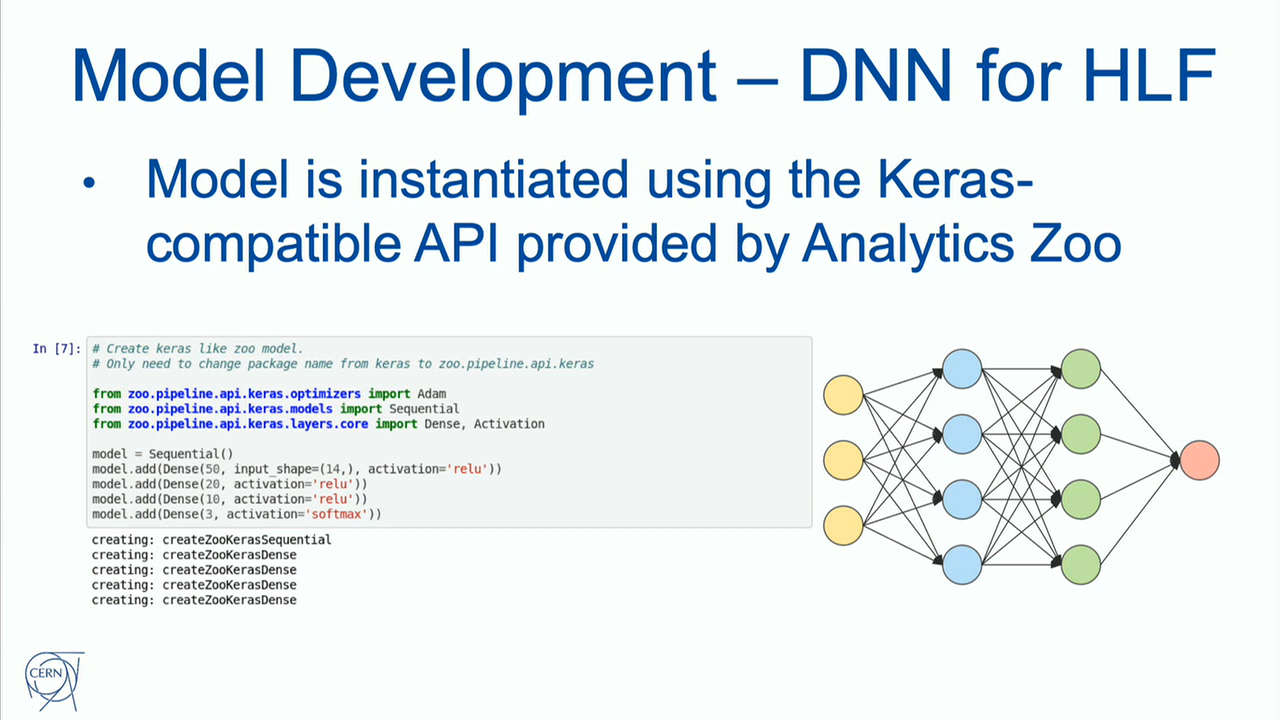 Model Development – DNN for HLF
• Model is instantiated using the Keras-
compatible API provided by Analytics Zoo
In [7]:
# Create keras like zoo model.
# Only need to change package name from keras to zoo.pipeline.api.keras
from zoo.pipeline.api.keras.optimizers import Adam
from zoo.pipeline.api.keras.models import Sequential
from zoo.pipeline.api.keras.layers.core import Dense, Activation
model = Sequential()
model.add(Dense(50, input_shape=(14,), activation='relu'))
model.add(Dense(20, activation='relu'))
model.add(Dense(10, activation='relu'))
model.add(Dense(3, activation='softmax'))
creating: createZooKerasSequential
creating: createZooKerasDense
creating: createZooKerasDense
creating: createZooKerasDense
creating: createZooKerasDense
CERN